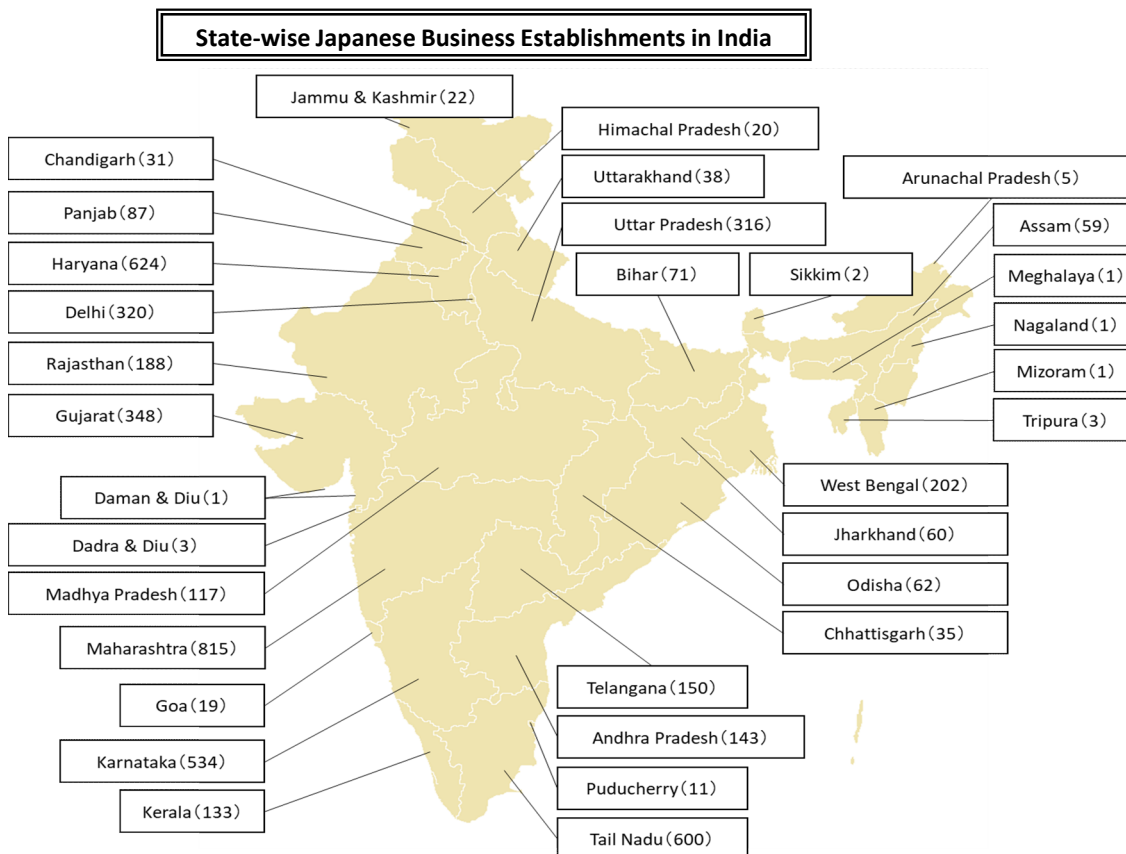 State-wise Japanese Business Establishments in India
Jammu & Kashmir(22)
Himachal Pradesh(20)
Chandigarh(31)
Uttarakhand(38)
Arunachal Pradesh(5)
Panjab(87)
Uttar Pradesh(316)
Assam(59)
Haryana(624)
Bihar(71)
Sikkim(2)
Meghalaya(1)
Delhi(320)
Nagaland(1)
Rajasthan(188)
Mizoram(1)
Gujarat(348)
Tripura(3)
Daman & Diu(1)
West Bengal(202)
Dadra & Diu(3)
Jharkhand(60)
Madhya Pradesh(117)
Odisha(62)
Maharashtra(815)
Chhattisgarh(35)
Goa(19)
Telangana(150)
Karnataka(534)
Andhra Pradesh(143)
Kerala(133)
Puducherry(11)
Tail Nadu(600)